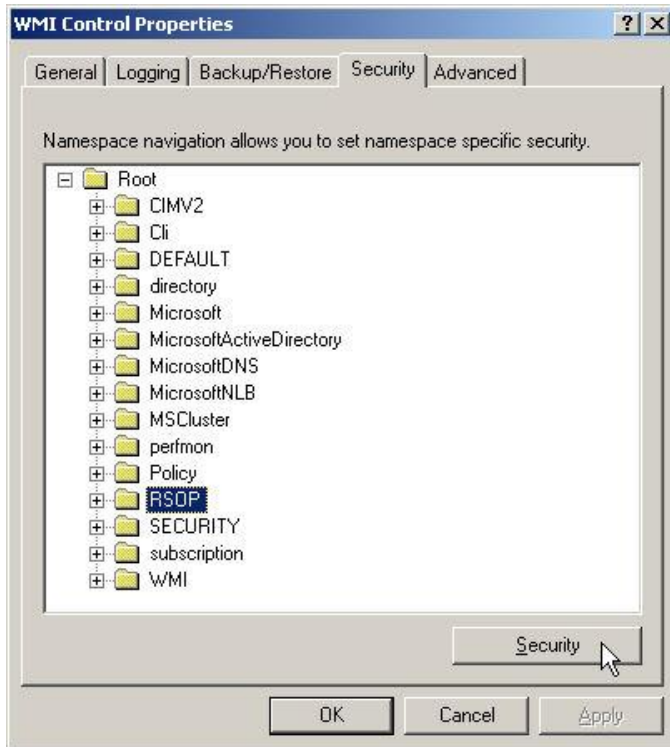 WMI Control Properties
General Logging Backup/Restore Security Advanced
Namespace navigation allows you to set namespace specific security.
Root
CIMV2
Cli
DEFAULT
directory
Microsoft
MicrosoftActiveDirectory
MicrosoftDNS
MicrosoftNLB
MSCluster
perfmon
Policy
RSOP
SECURITY
subscription
WMI
Security
OK Cancel Apply